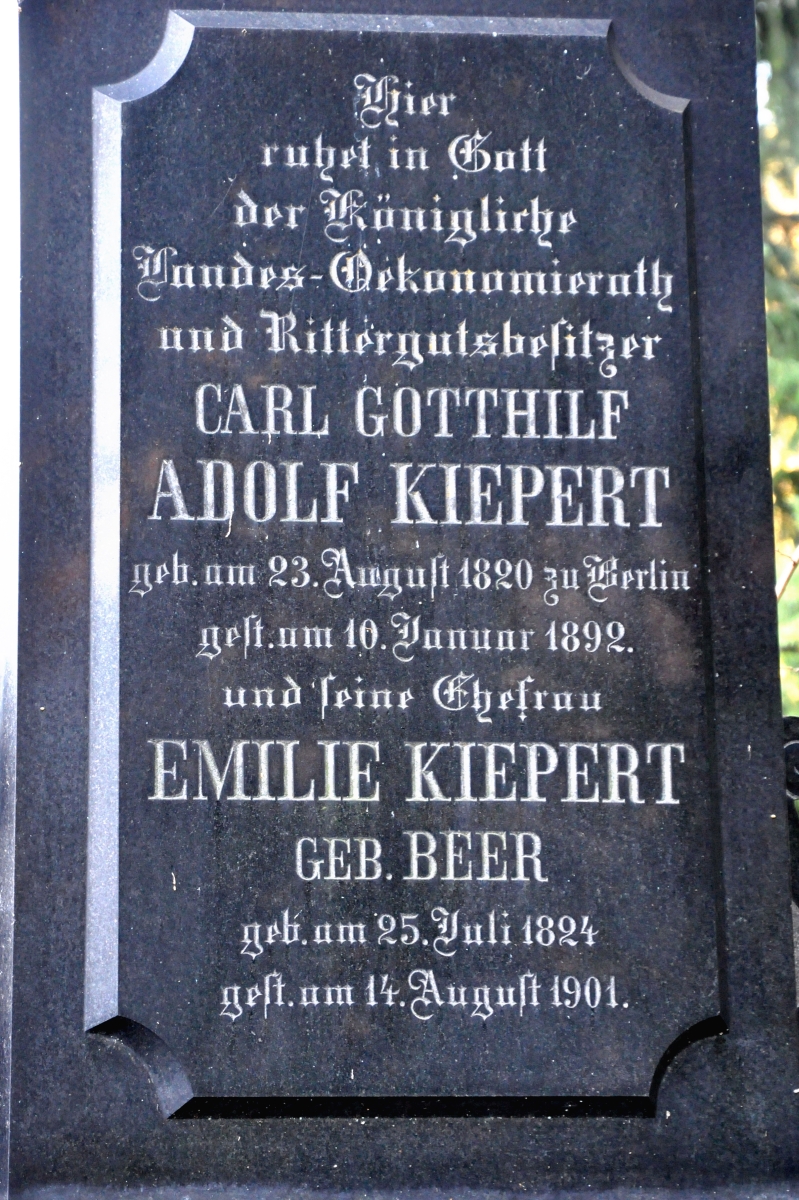 Hier
ruhet in Gott
der Königliche
Landes-Oekonomierath
und Rittergutsbesitzer
CARL GOTTHILF
ADOLF KIEPERT
geb. am 23. August 1820 zu Berlin
gest. am 10. Januar 1892.
und seine Ehefrau
EMILIE KIEPERT
GEB. BEER
geb. am 25. Juli 1824
gest. am 14. August 1901.